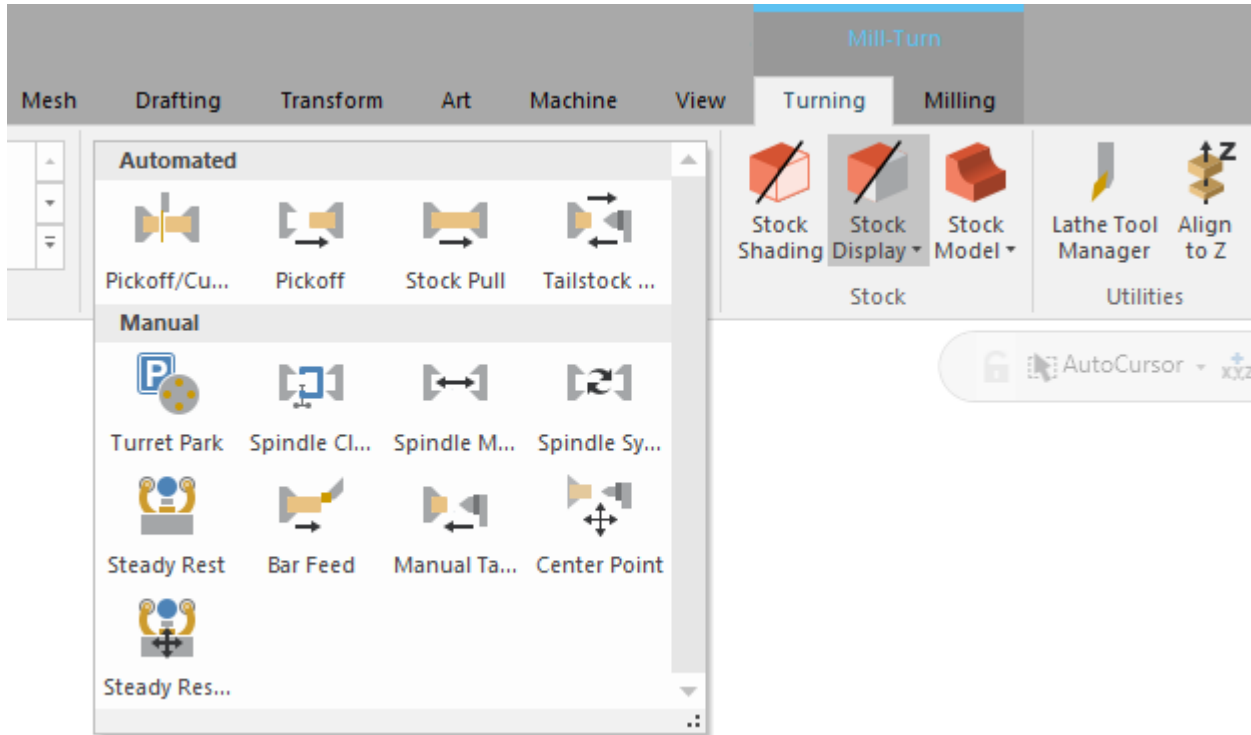 Mill-Turn
Mesh Drafting Transform Art Machine View Turning Milling
Automated
Pickoff/Cu... Pickoff Stock Pull Tailstock ...
Manual
P
Turret Park Spindle Cl... Spindle M... Spindle Sy...
Steady Rest Bar Feed Manual Ta... Center Point
Steady Res...
Z
Stock Stock Stock Lathe Tool Align
Shading Display Model Manager to Z
Stock Utilities
AutoCursor XYZ